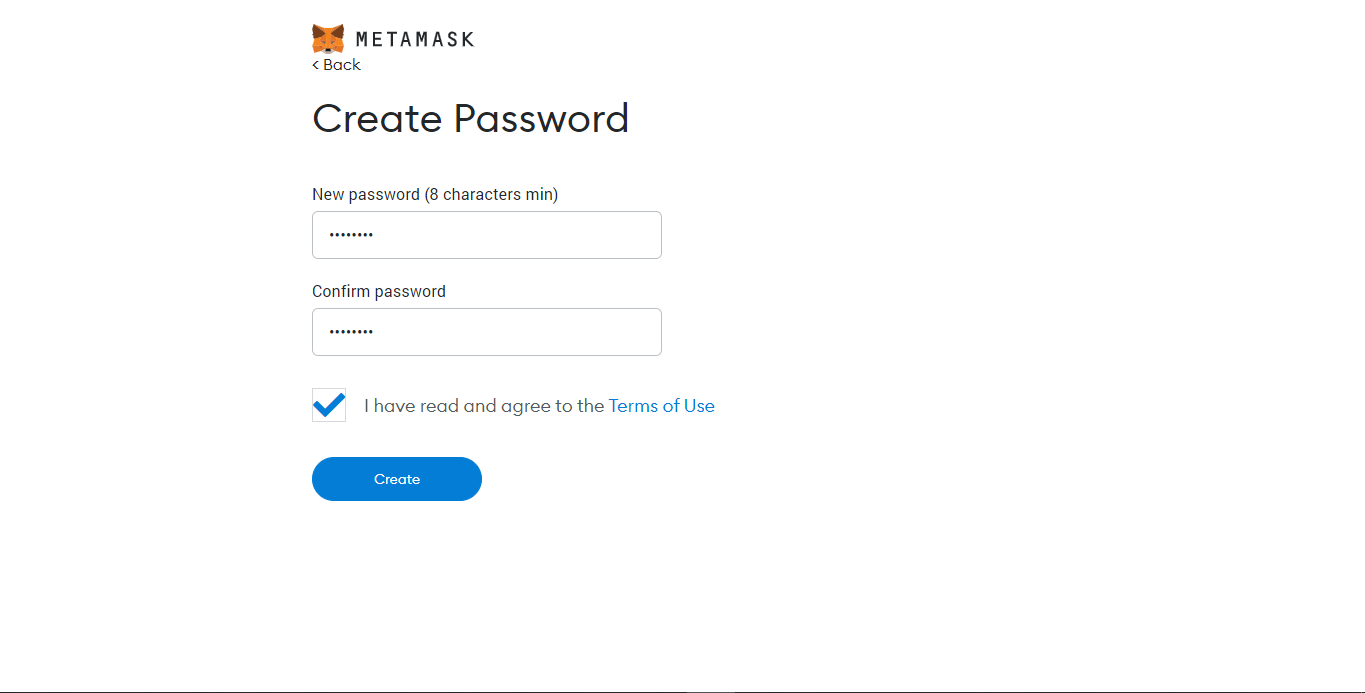 METAMASK
< Back
Create Password
New password (8 characters min)
••••••••
Confirm password
••••••••
I have read and agree to the Terms of Use
Create